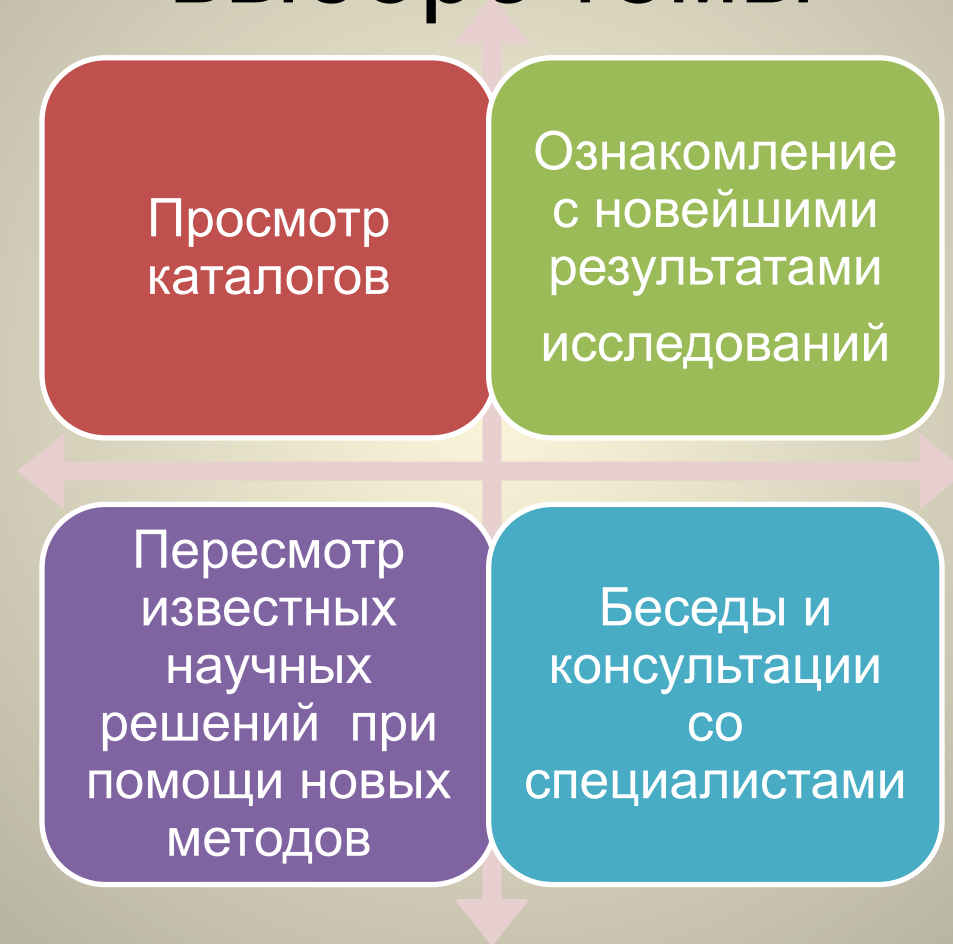 Просмотр
каталогов
Ознакомление
с новейшими
результатами
исследований
Пересмотр
известных
научных
решений при
помощи новых
методов
Беседы и
консультации
со
специалистами